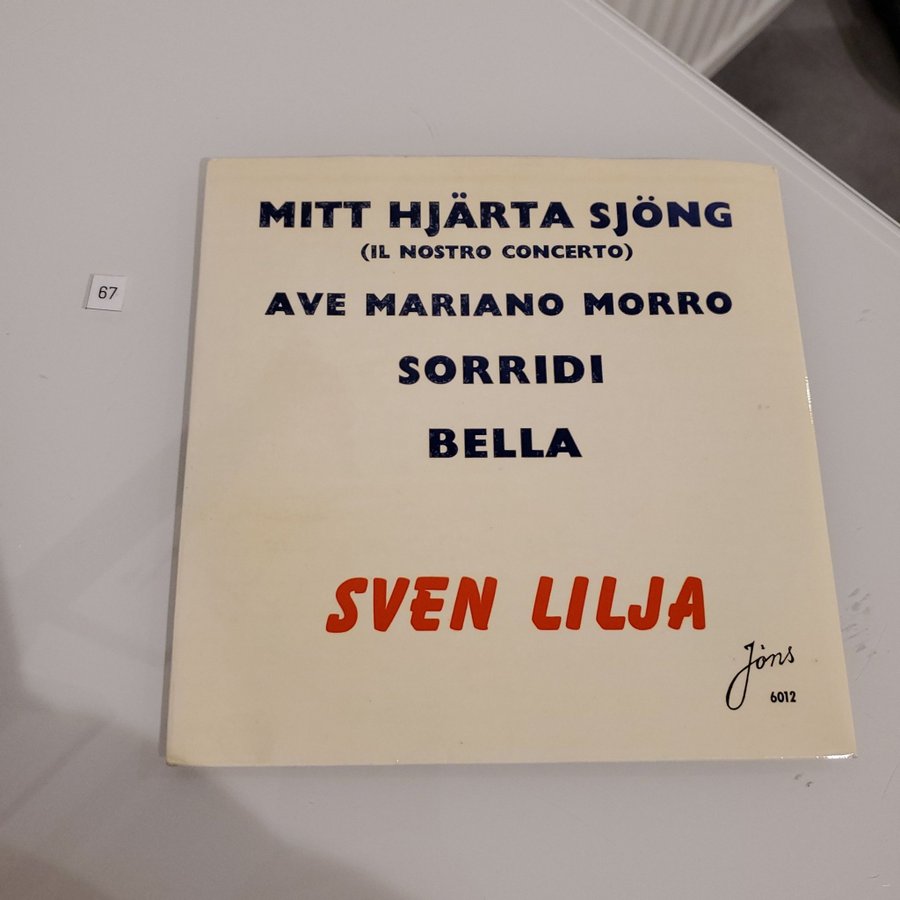 67
MITT HJÄRTA SJÖNG
(IL NOSTRO CONCERTO)
AVE MARIANO MORRO
SORRIDI
BELLA
SVEN LILJA
Jöns
6012